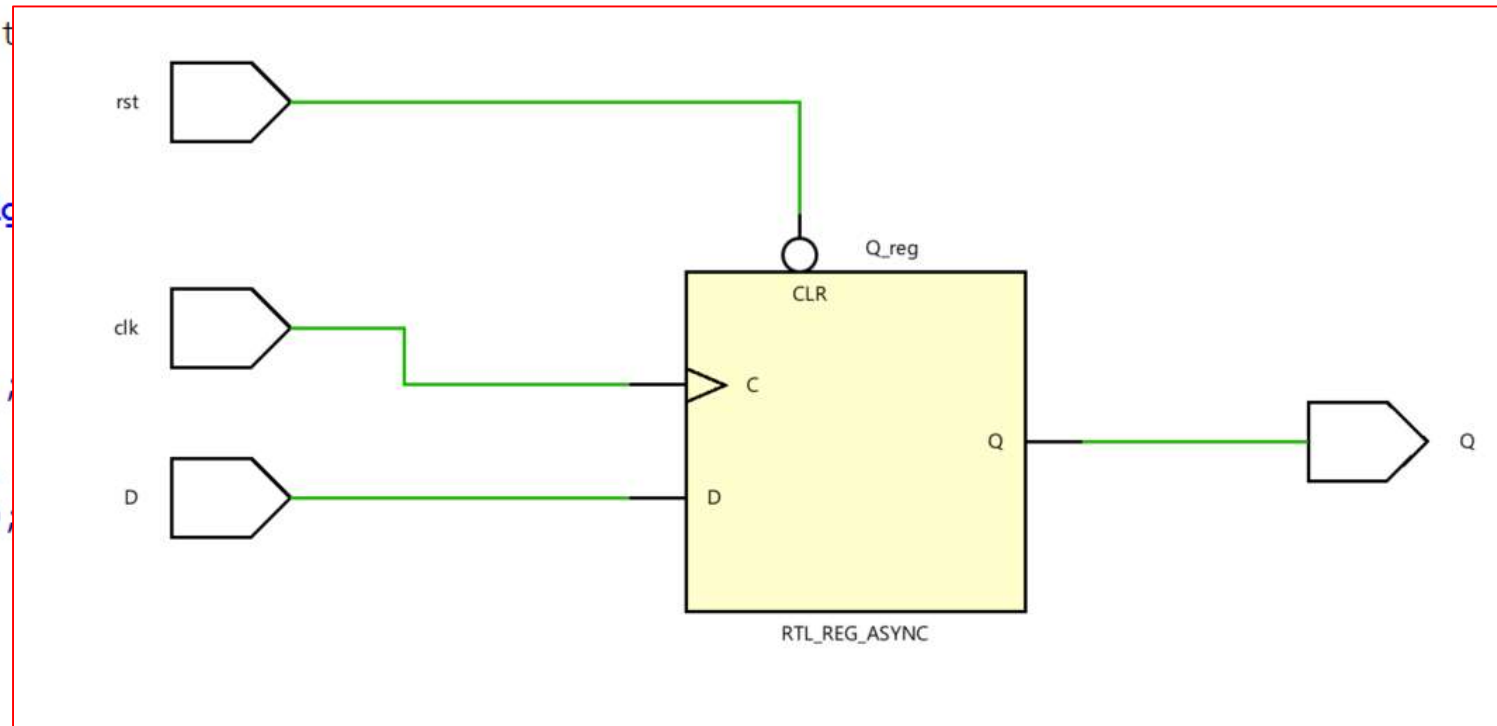 rst
Q_reg
CLR
clk
C
Q
Q
D
D
RTL_REG_ASYNC
;
;